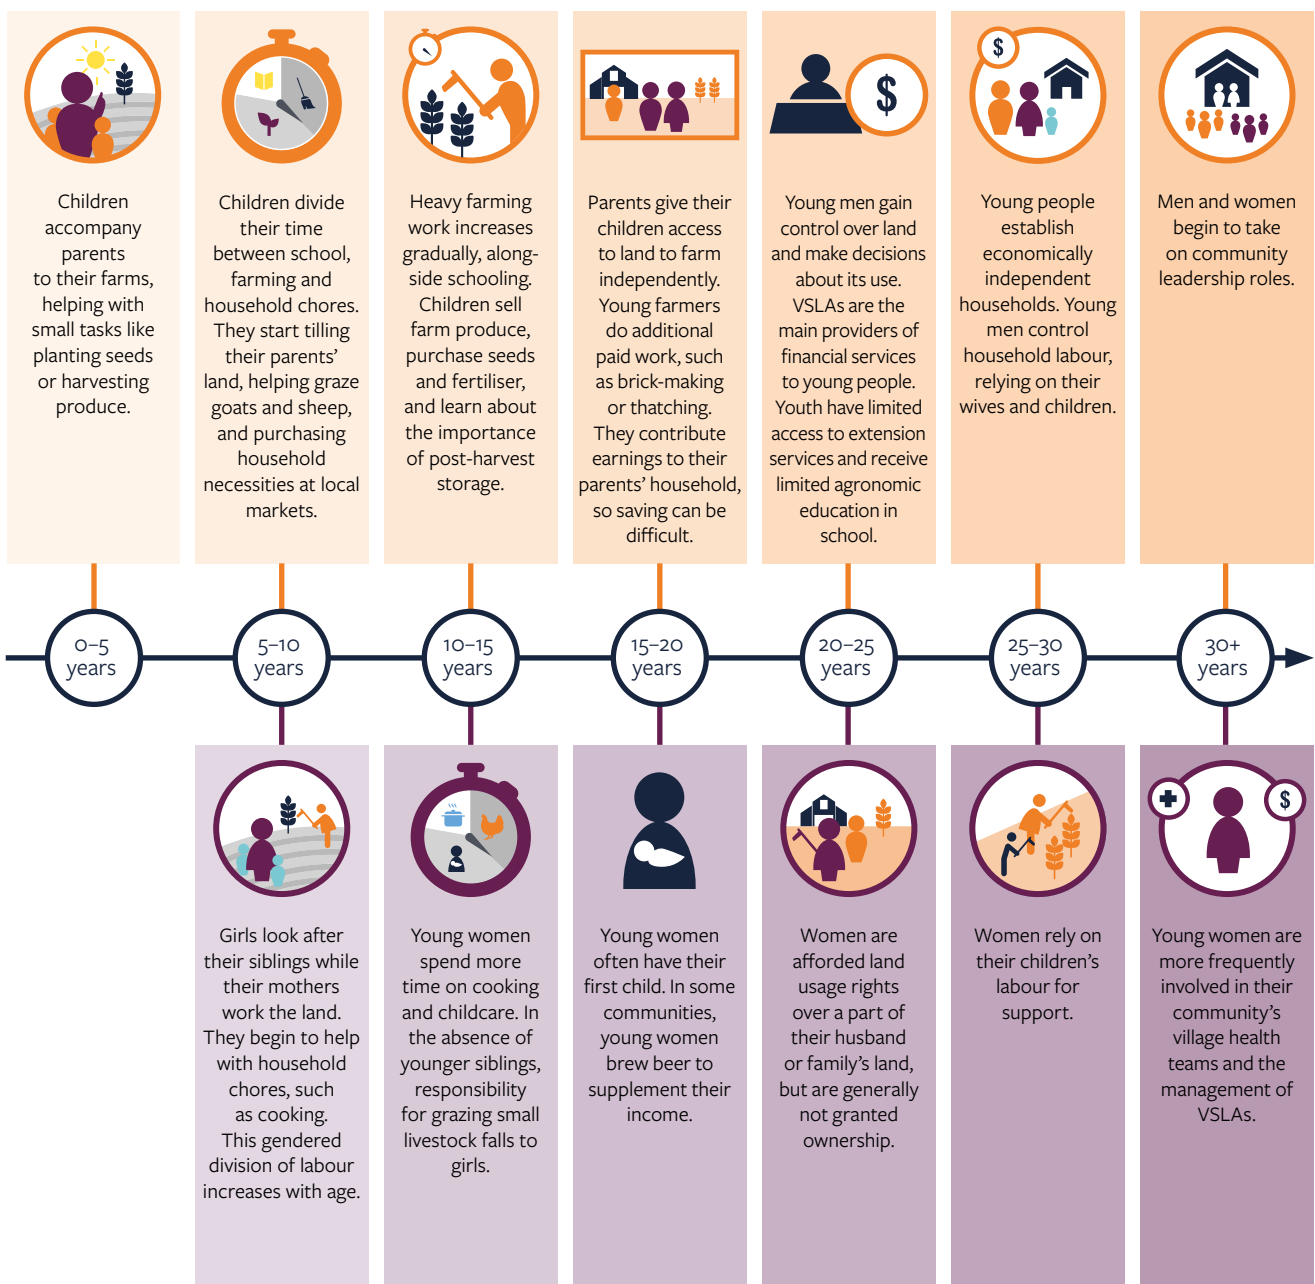 $
$
Children
accompany
parents
to their farms,
helping with
small tasks like
planting seeds
or harvesting
produce.
Children divide
their time
between school,
farming and
household chores.
They start tilling
their parents'
land, helping graze
goats and sheep,
and purchasing
household
necessities at local
markets.
Heavy farming
work increases
gradually, along-
side schooling.
Children sell
farm produce,
purchase seeds
and fertiliser,
and learn about
the importance
of post-harvest
storage.
Parents give their
children access
to land to farm
independently.
Young farmers
do additional
paid work, such
as brick-making
or thatching.
They contribute
earnings to their
parents' household,
so saving can be
difficult.
Young men gain
control over land
and make decisions
about its use.
VSLAs are the
main providers of
financial services
to young people.
Youth have limited
access to extension
services and receive
limited agronomic
education in
school.
Young people
establish
economically
independent
households. Young
men control
household labour,
relying on their
wives and children.
Men and women
begin to take
on community
leadership roles.
0–5
years
5–10
years
10–15
years
15–20
years
20–25
years
25–30
years
30+
years
$
Girls look after
their siblings while
their mothers
work the land.
They begin to help
with household
chores, such
as cooking.
This gendered
division of labour
increases with age.
Young women
spend more
time on cooking
and childcare. In
the absence of
younger siblings,
responsibility
for grazing small
livestock falls to
girls.
Young women
often have their
first child. In some
communities,
young women
brew beer to
supplement their
income.
Women are
afforded land
usage rights
over a part of
their husband
or family's land,
but are generally
not granted
ownership.
Women rely on
their children's
labour for
support.
Young women are
more frequently
involved in their
community's
village health
teams and the
management of
VSLAs.